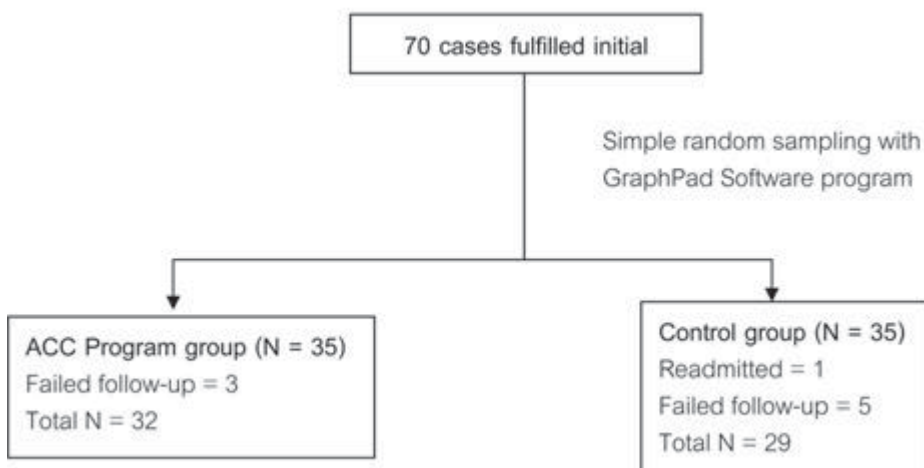 70 cases fulfilled initial
Simple random sampling with
GraphPad Software program
ACC Program group (N = 35)
Failed follow-up = 3
Total N = 32
Control group (N = 35)
Readmitted = 1
Failed follow-up = 5
Total N = 29